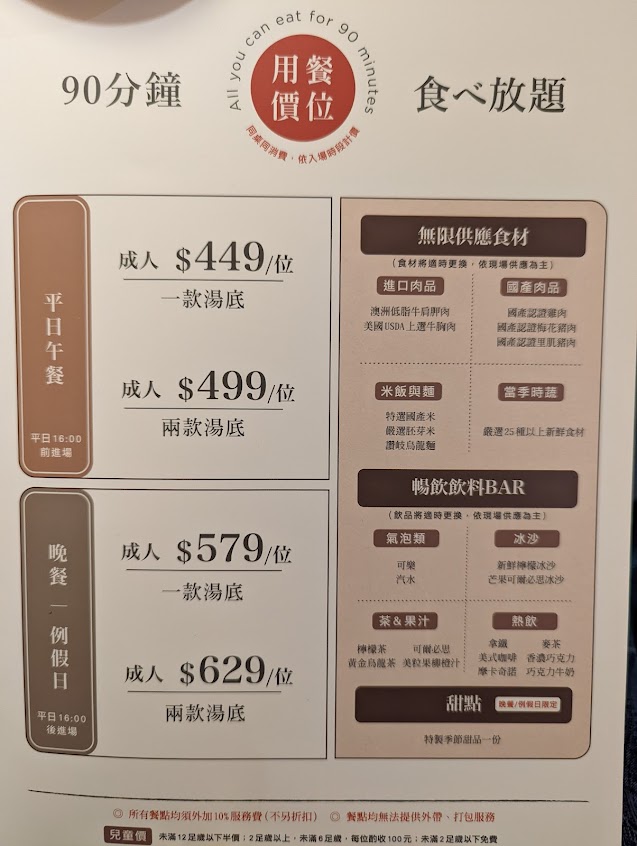 All you can eat for 90 minutes
90分鐘
用餐
價位
食べ放題
同桌同消費，依入場時段計價
平日午餐
平日16:00
前進場
成人 $449/位
一款湯底
成人 $499/位
兩款湯底
晚餐｜例假日
平日16:00
後進場
成人 $579/位
一款湯底
成人 $629/位
兩款湯底
無限供應食材
(食材將適時更換，依現場供應為主)
進口肉品
澳洲低脂牛肩胛肉
美國USDA上選牛胸肉
國產肉品
國產認證雞肉
國產認證梅花豬肉
國產認證里肌豬肉
米飯與麵
特選國產米
嚴選胚芽米
讚岐烏龍麵
當季時蔬
嚴選25種以上新鮮食材
暢飲飲料BAR
(飲品將適時更換，依現場供應為主)
氣泡類
可樂
汽水
冰沙
新鮮檸檬冰沙
芒果可爾必思冰沙
茶&果汁
檸檬茶 可爾必思
黃金烏龍茶 美粒果柳橙汁
熱飲
拿鐵 麥茶
美式咖啡 香濃巧克力
摩卡奇諾 巧克力牛奶
甜點 晚餐/例假日限定
特製季節甜品一份
◎ 所有餐點均須外加10%服務費(不另折扣) ◎ 餐點均無法提供外帶、打包服務
兒童價 未滿12足歲以下半價；2足歲以上，未滿6足歲，每位酌收100元；未滿2足歲以下免費